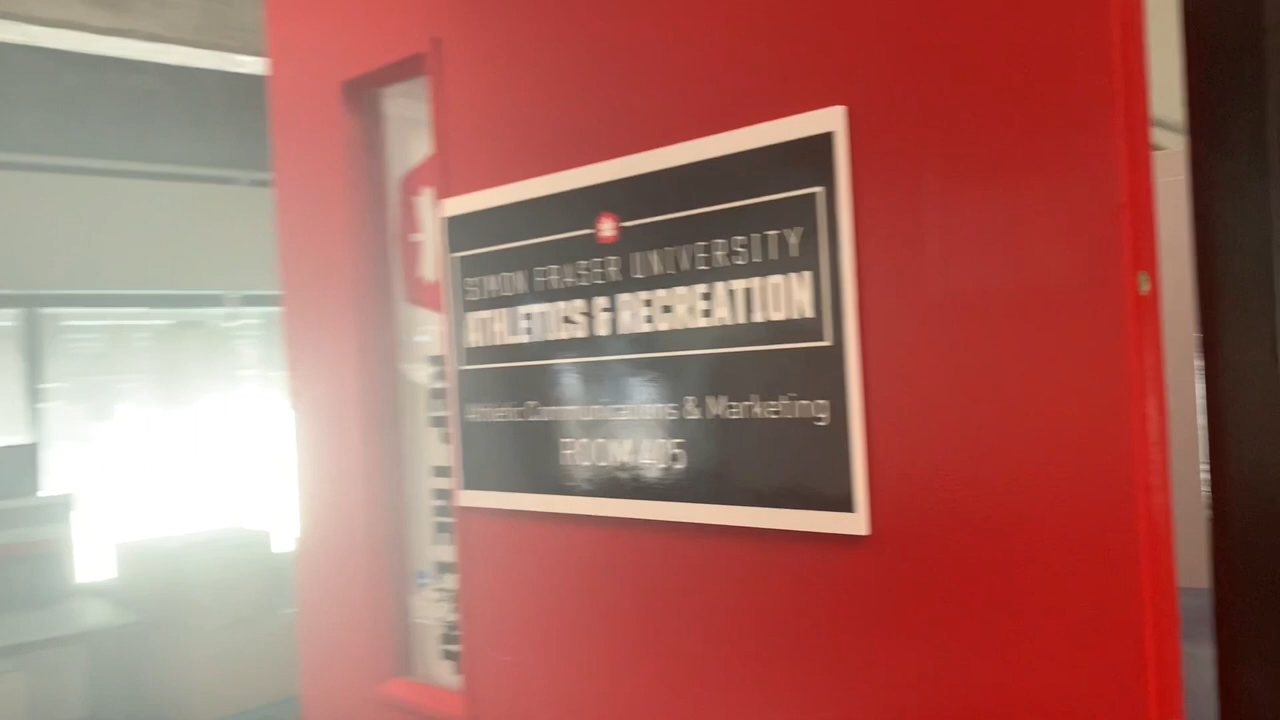 SIMON FRASER UNIVERSITY
ATHLETICS & RECREATION
Athletic Communications & Marketing
ROOM 405